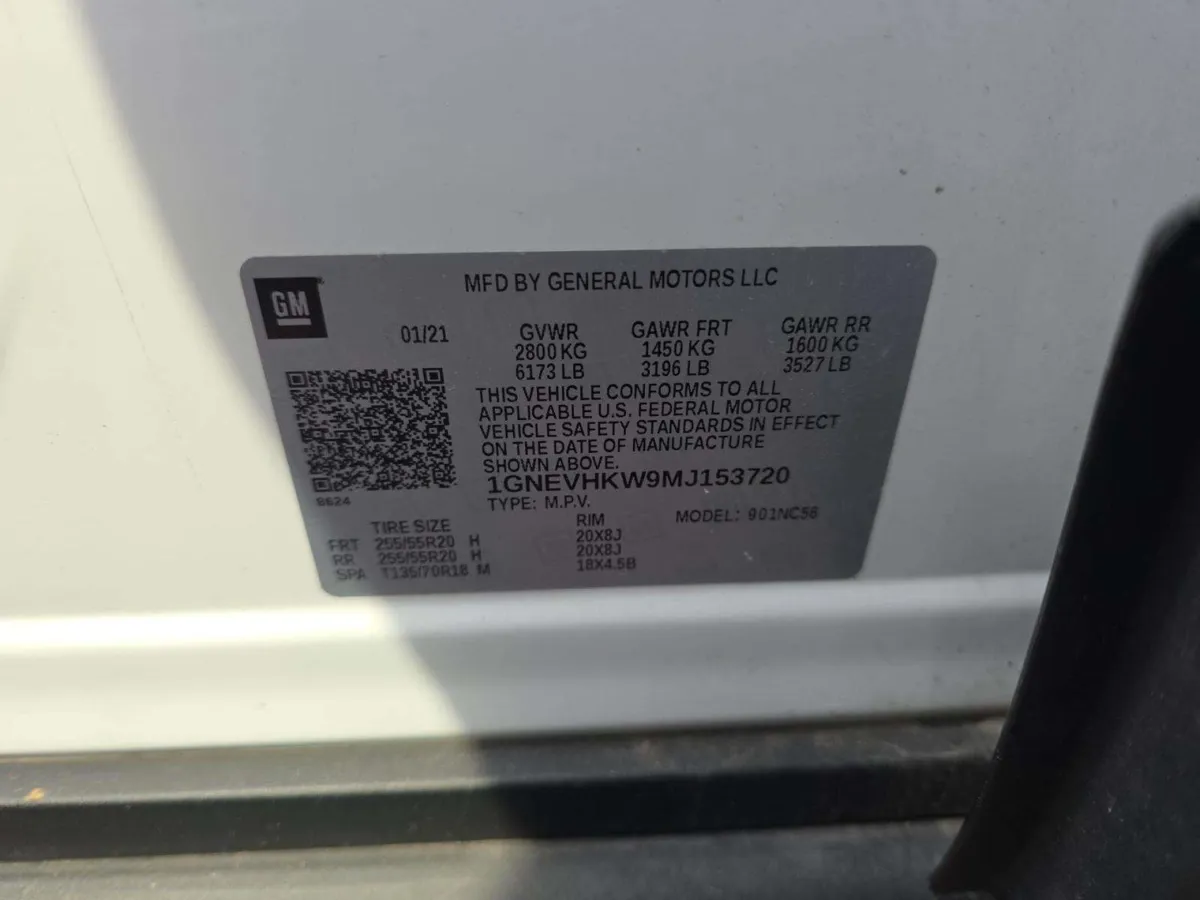 MFD BY GENERAL MOTORS LLC
GM
01/21 GVWR GAWR FRT GAWR RR
2800 KG 1450 KG 1600 KG
6173 LB 3196 LB 3527 LB
THIS VEHICLE CONFORMS TO ALL
APPLICABLE U.S. FEDERAL MOTOR
VEHICLE SAFETY STANDARDS IN EFFECT
ON THE DATE OF MANUFACTURE
SHOWN ABOVE.
1GNEVHKW9MJ153720
8624 TYPE: M.P.V.
TIRE SIZE RIM MODEL: 901NC56
FRT 255/55R20 H 20X8J
RR 255/55R20 H 20X8J
SPA T135/70R18 M 18X4.5B